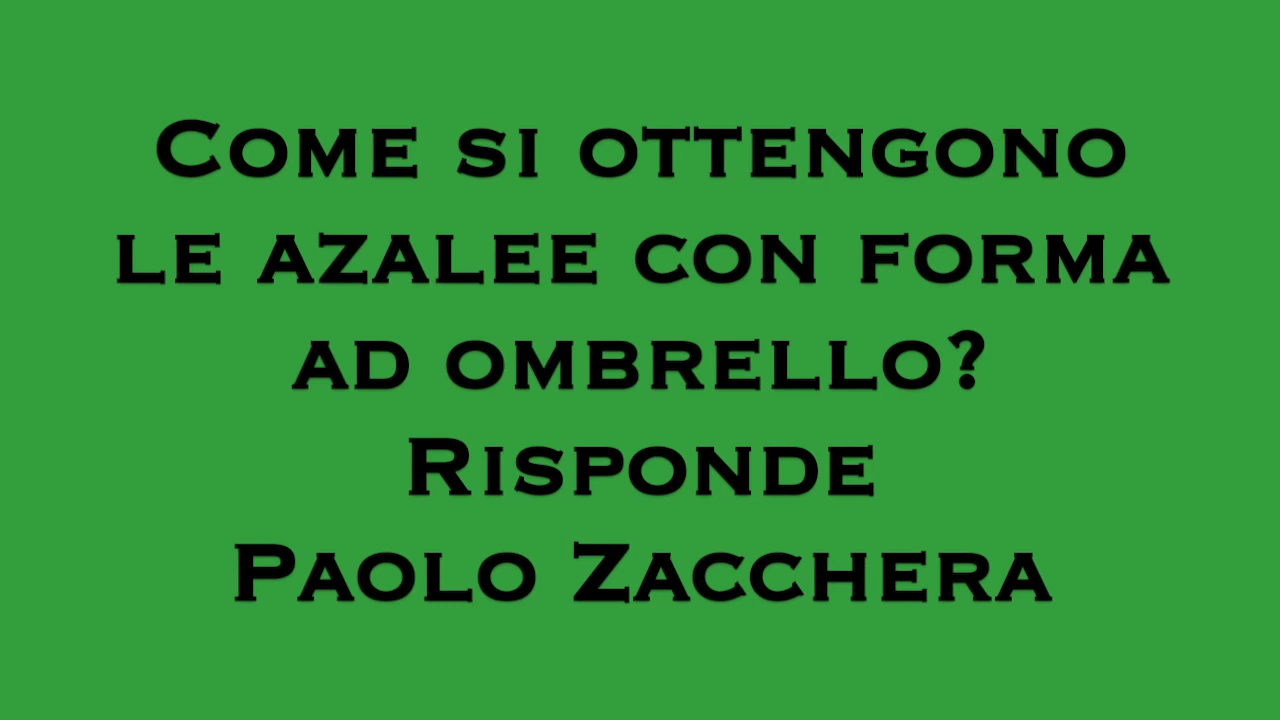 Come si ottengono
le azalee con forma
ad ombrello?
Risponde
Paolo Zacchera